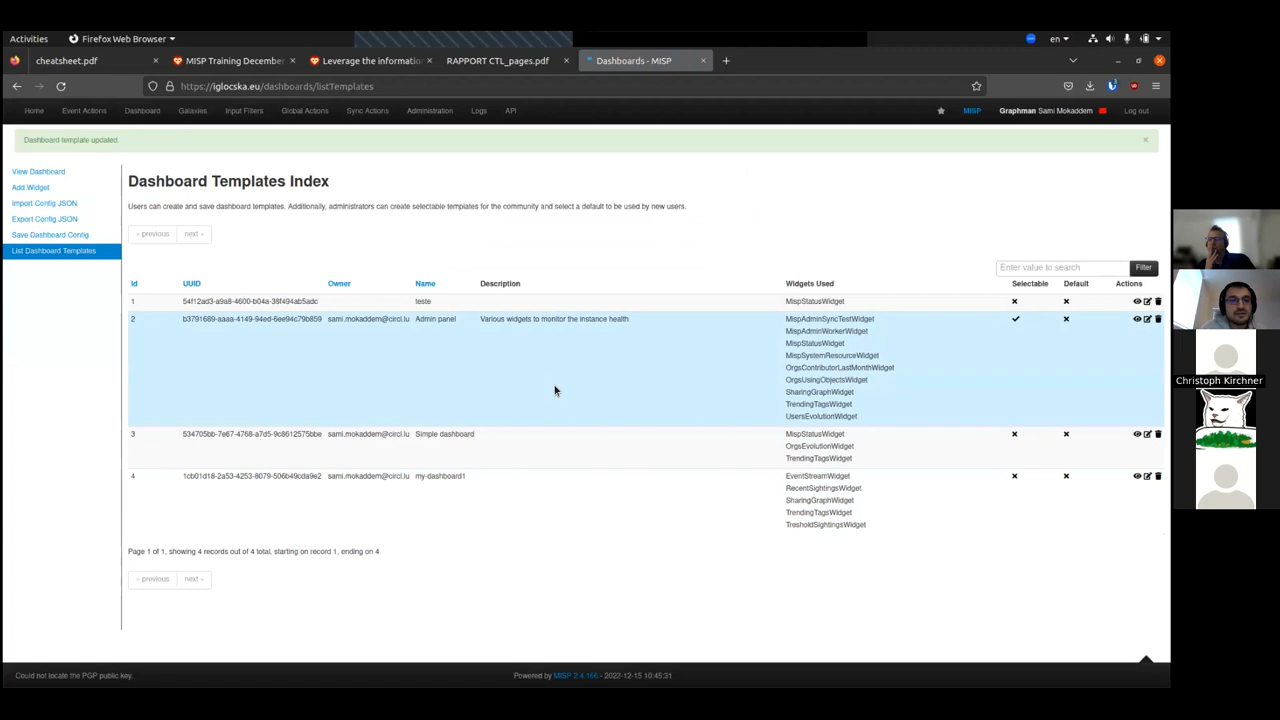 Activities Firefox Web Browser en
cheatsheet.pdf MISP Training December Leverage the informatio RAPPORT CTL_pages.pdf Dashboards - MISP
https://iglocska.eu/dashboards/listTemplates
Home Event Actions Dashboard Galaxies Input Filters Global Actions Sync Actions Administration Logs API MISP Graphman Sami Mokaddem Log out
Dashboard template updated
View Dashboard
Add Widget
Import Config JSON
Export Config JSON
Save Dashboard Config
List Dashboard Templates
Dashboard Templates Index
Users can create and save dashboard templates. Additionally, administrators can create selectable templates for the community and select a default to be used by new users.
« previous next »
Enter value to search Filter
Id UUID Owner Name Description Widgets Used Selectable Default Actions
1 54f12ad3-a9a8-4600-b04a-38f494ab5adc teste MispStatusWidget
2 b3791689-aaaa-4149-94ed-6ee94c79b859 sami.mokaddem@circl.lu Admin panel Various widgets to monitor the instance health MispAdminSyncTestWidget
MispAdminWorkerWidget
MispStatusWidget
MispSystemResourceWidget
OrgsContributorLastMonthWidget
OrgsUsingObjectsWidget
SharingGraphWidget
TrendingTagsWidget
UsersEvolutionWidget
3 534705bb-7e67-4768-a7d5-9c8612575bbe sami.mokaddem@circl.lu Simple dashboard MispStatusWidget
OrgsEvolutionWidget
TrendingTagsWidget
4 1cb01d18-2a53-4253-8079-506b49cda9e2 sami.mokaddem@circl.lu my-dashboard1 EventStreamWidget
RecentSightingsWidget
SharingGraphWidget
TrendingTagsWidget
TresholdSightingsWidget
Page 1 of 1, showing 4 records out of 4 total, starting on record 1, ending on 4
« previous next »
Could not locate the PGP public key. Powered by MISP 2.4.166 - 2022-12-15 10:45:31
Christoph Kirchner